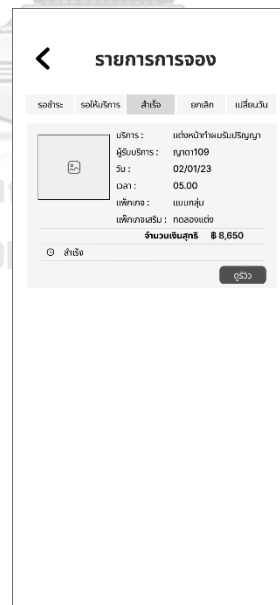 รายการการจอง
รอชำระ รอให้บริการ สำเร็จ ยกเลิก เปลี่ยนวัน
บริการ : แต่งหน้าทำผมรับปริญญา
ผู้รับบริการ : ญาดา109
วัน : 02/01/23
เวลา : 05.00
แพ็กเกจ : แบบกลุ่ม
แพ็กเกจเสริม : ทดลองแต่ง
จำนวนเงินสุทธิ ฿ 8,650
สำเร็จ
ดูรีวิว